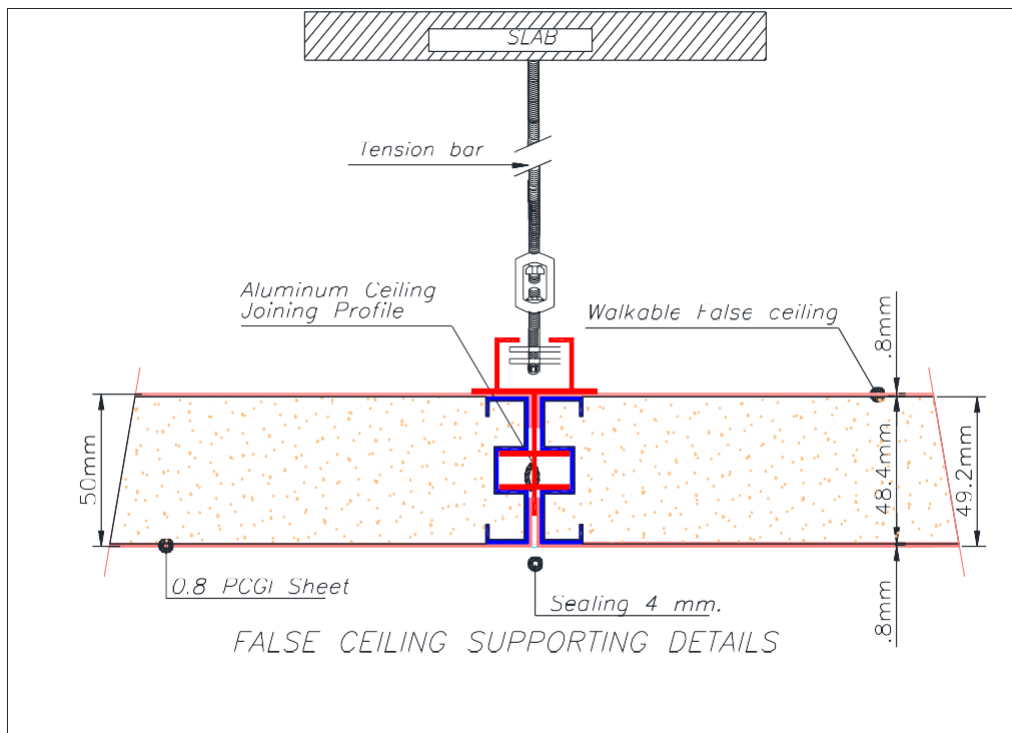 SLAB
Tension bar
Aluminum Ceiling
Joining Profile
Walkable False ceiling
.8mm
50mm
48.4mm
49.2mm
0.8 PCGI Sheet
Sealing 4 mm.
.8mm
FALSE CEILING SUPPORTING DETAILS